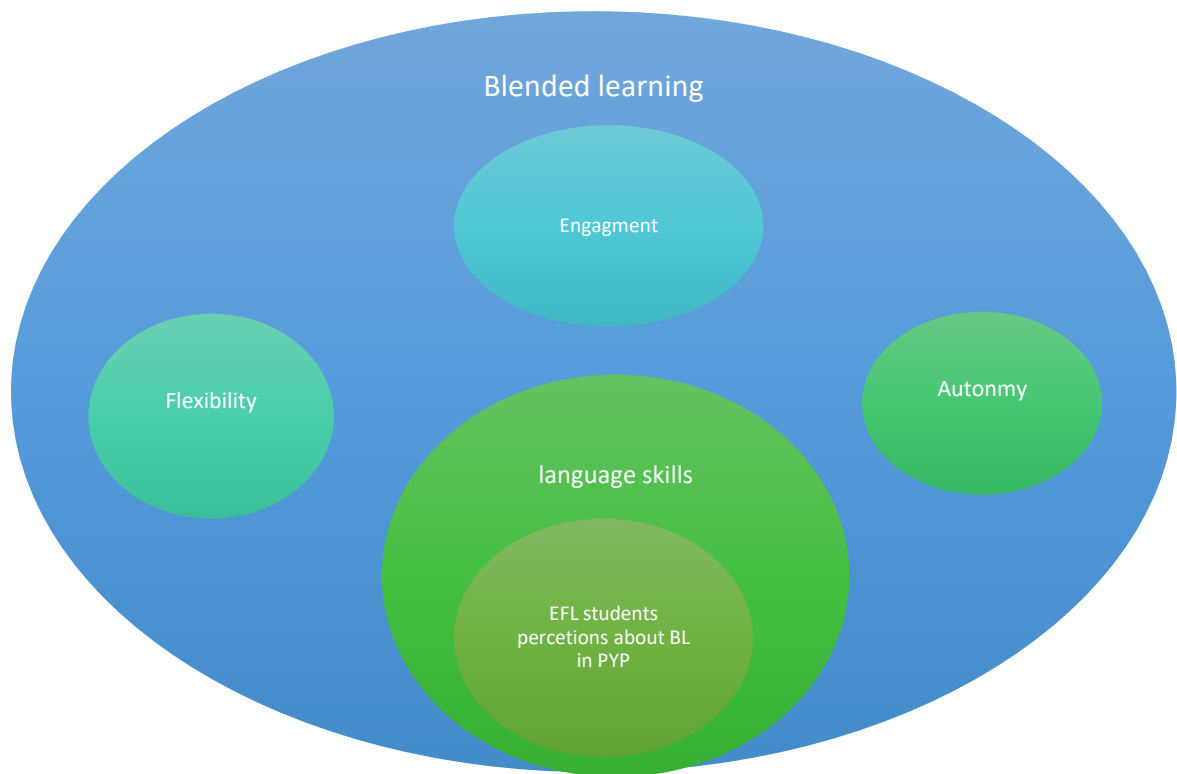 Blended learning
Engagment
Flexibility
Autonmy
language skills
EFL students
percetions about BL
in PYP